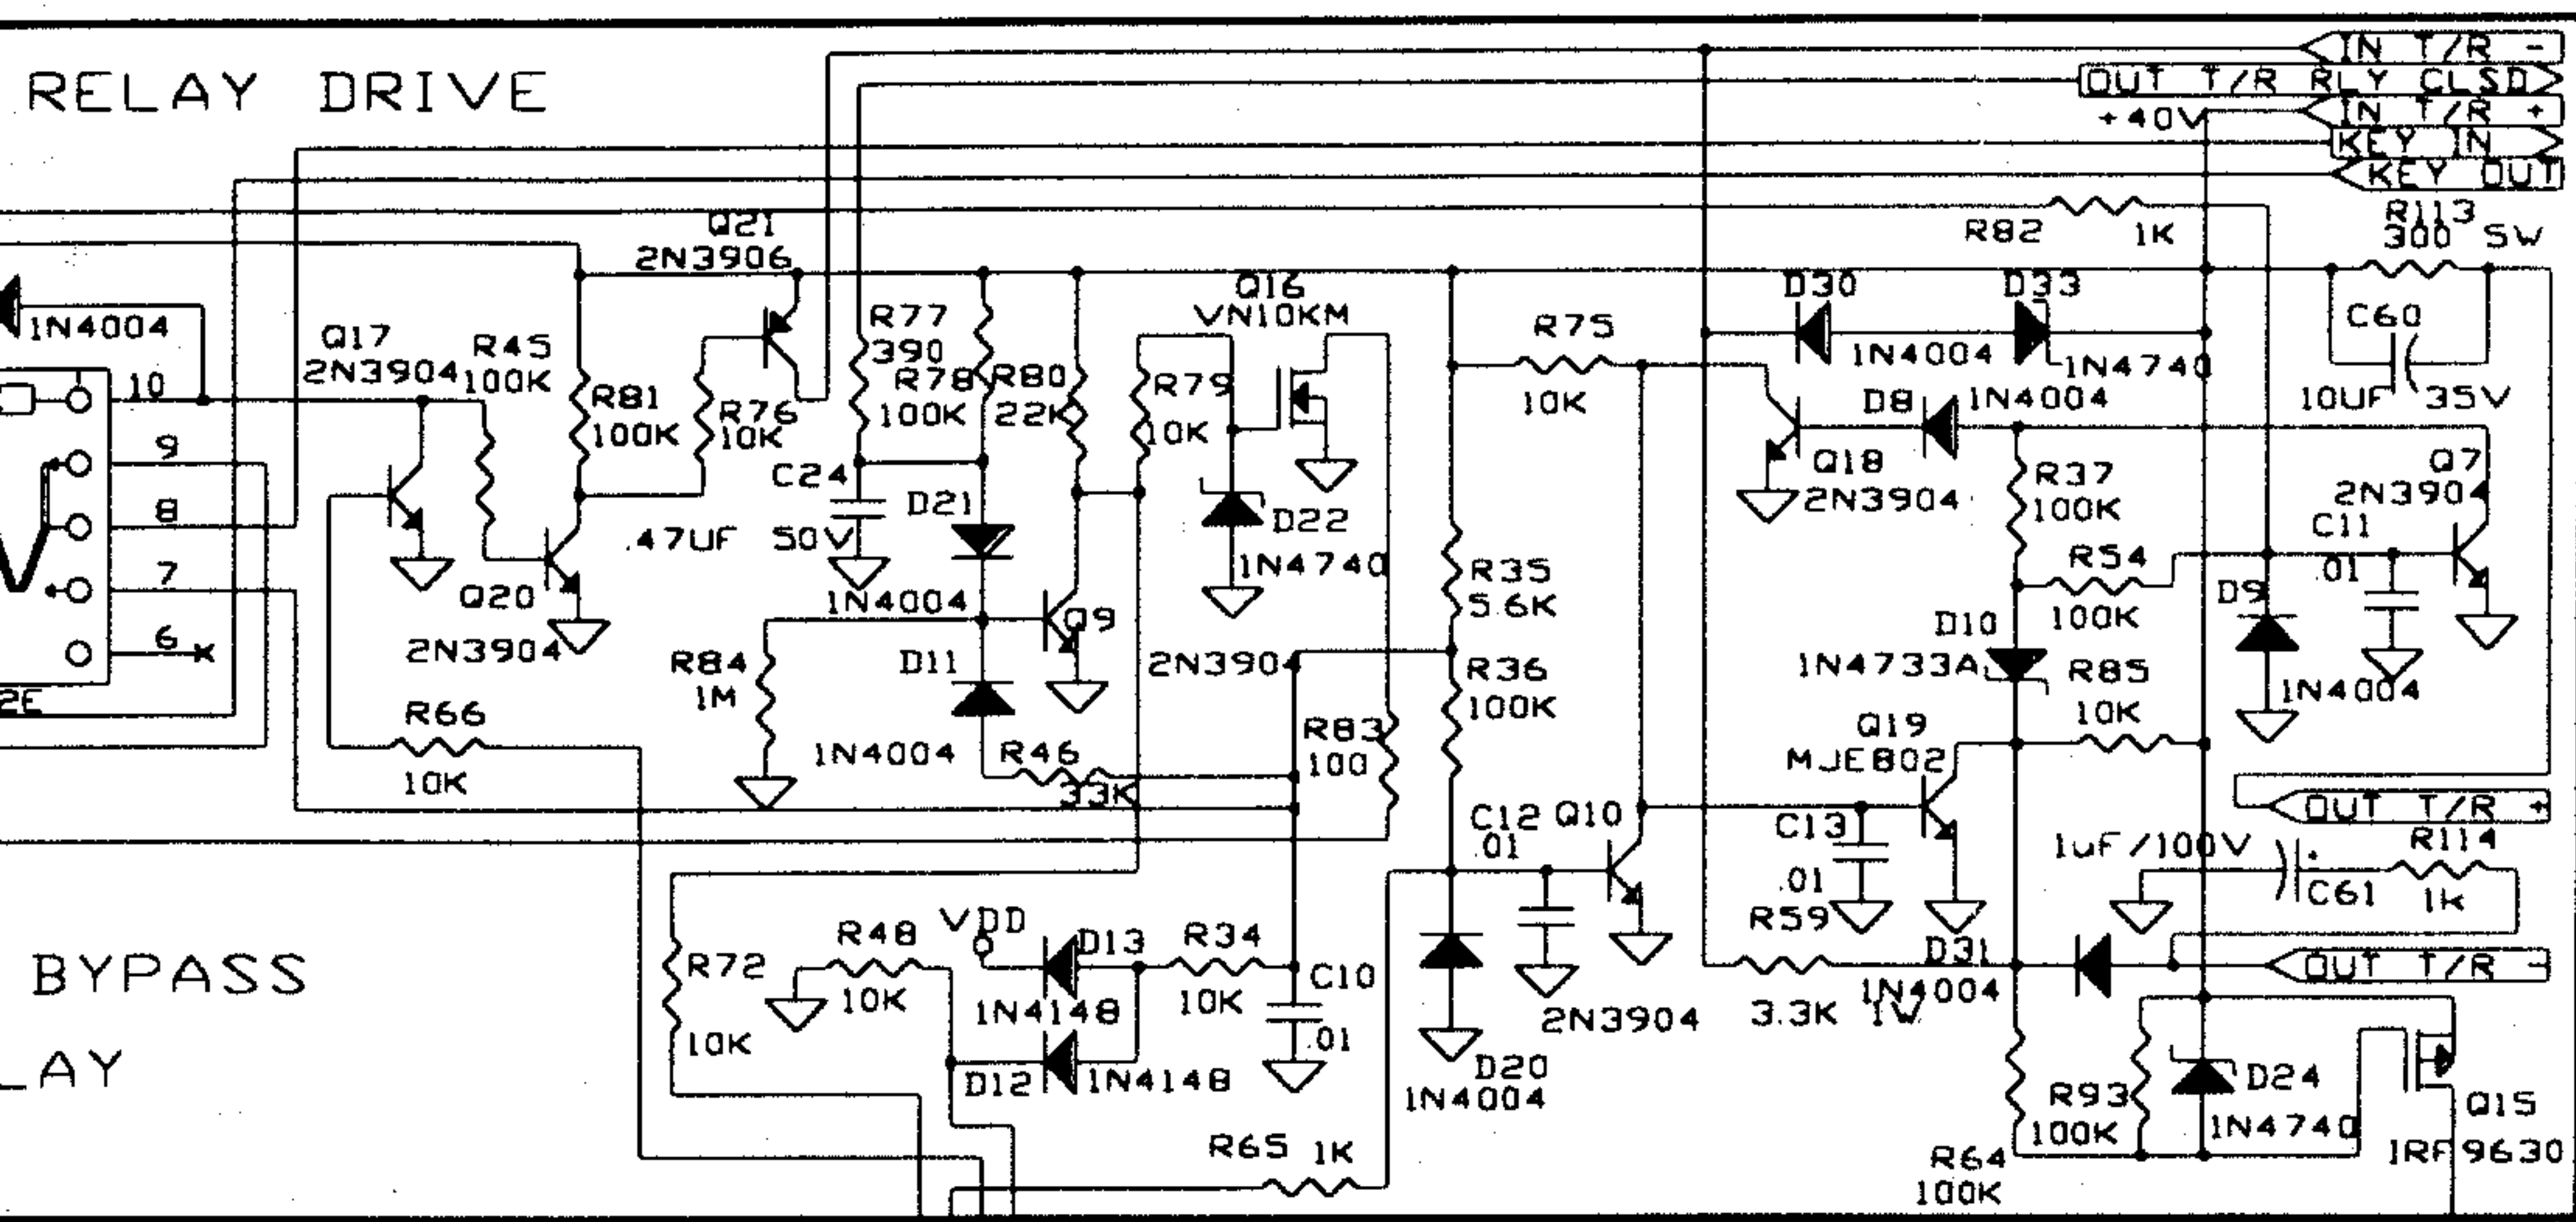 RELAY DRIVE
IN T/R -
OUT T/R RLY CLSD
+40V
IN T/R +
KEY IN
KEY OUT
R82
1K
R113
300 5W
Q21
2N3906
1N4004
Q17
2N3904
R45
100K
R81
100K
R76
10K
R77
390
R78
100K
R80
22K
R79
10K
Q16
VN10KM
R75
10K
D30
1N4004
D33
1N4740
C60
10UF
35V
D8
1N4004
Q18
2N3904
R37
100K
Q7
2N3904
10
9
8
7
6
C24
.47UF 50V
D21
1N4004
D22
1N4740
Q20
2N3904
Q9
2N3904
R35
5.6K
R54
100K
C11
.01
D9
1N4004
D10
1N4733A
R84
1M
D11
1N4004
R36
100K
R85
10K
2E
R66
10K
R46
33K
R83
100
Q19
MJE802
OUT T/R +
C12
.01
Q10
2N3904
C13
.01
1uF/100V
C61
R114
1K
BYPASS
LAY
R72
10K
R48
10K
VDD
D13
1N4148
R34
10K
C10
.01
D12
1N4148
D20
1N4004
R59
3.3K 1W
D31
1N4004
OUT T/R -
R93
100K
D24
1N4740
Q15
IRF9630
R65 1K
R64
100K